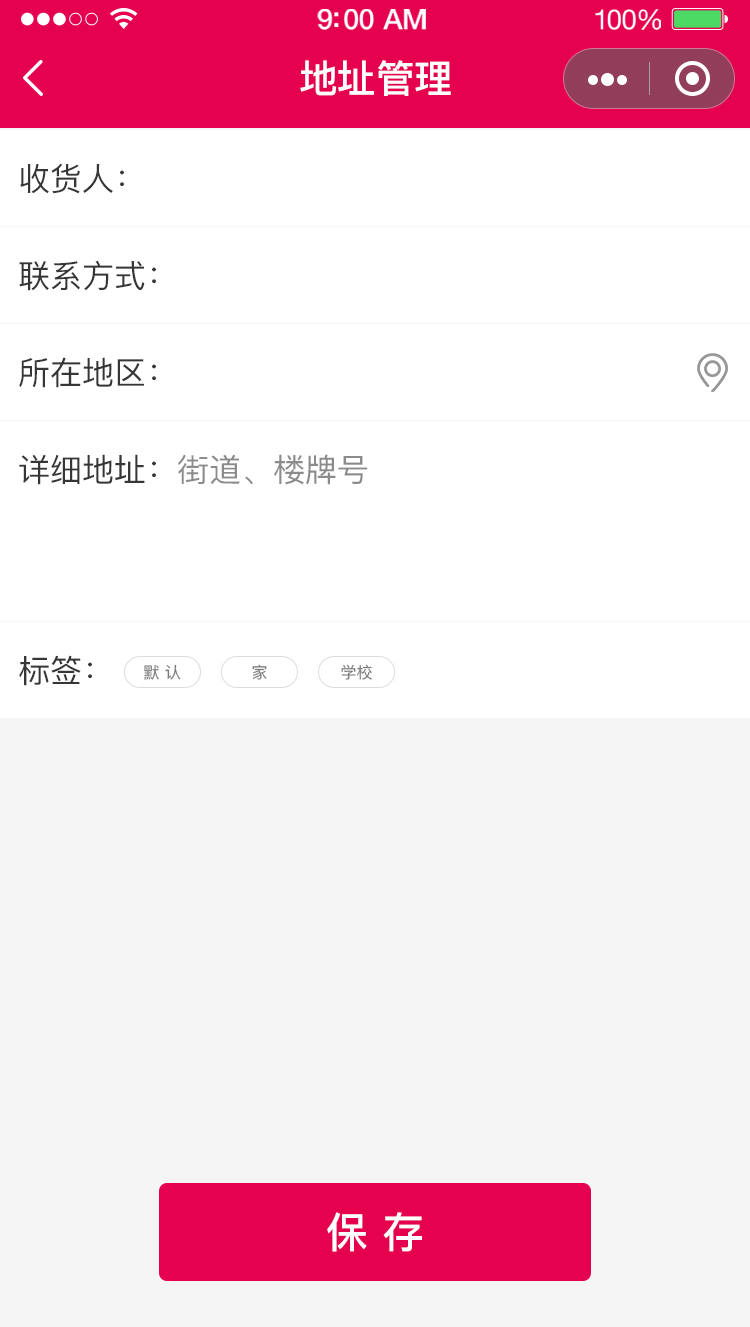 9:00 AM 100%
地址管理
收货人：
联系方式：
所在地区：
详细地址：街道、楼牌号
标签： 默 认 家 学校
保 存